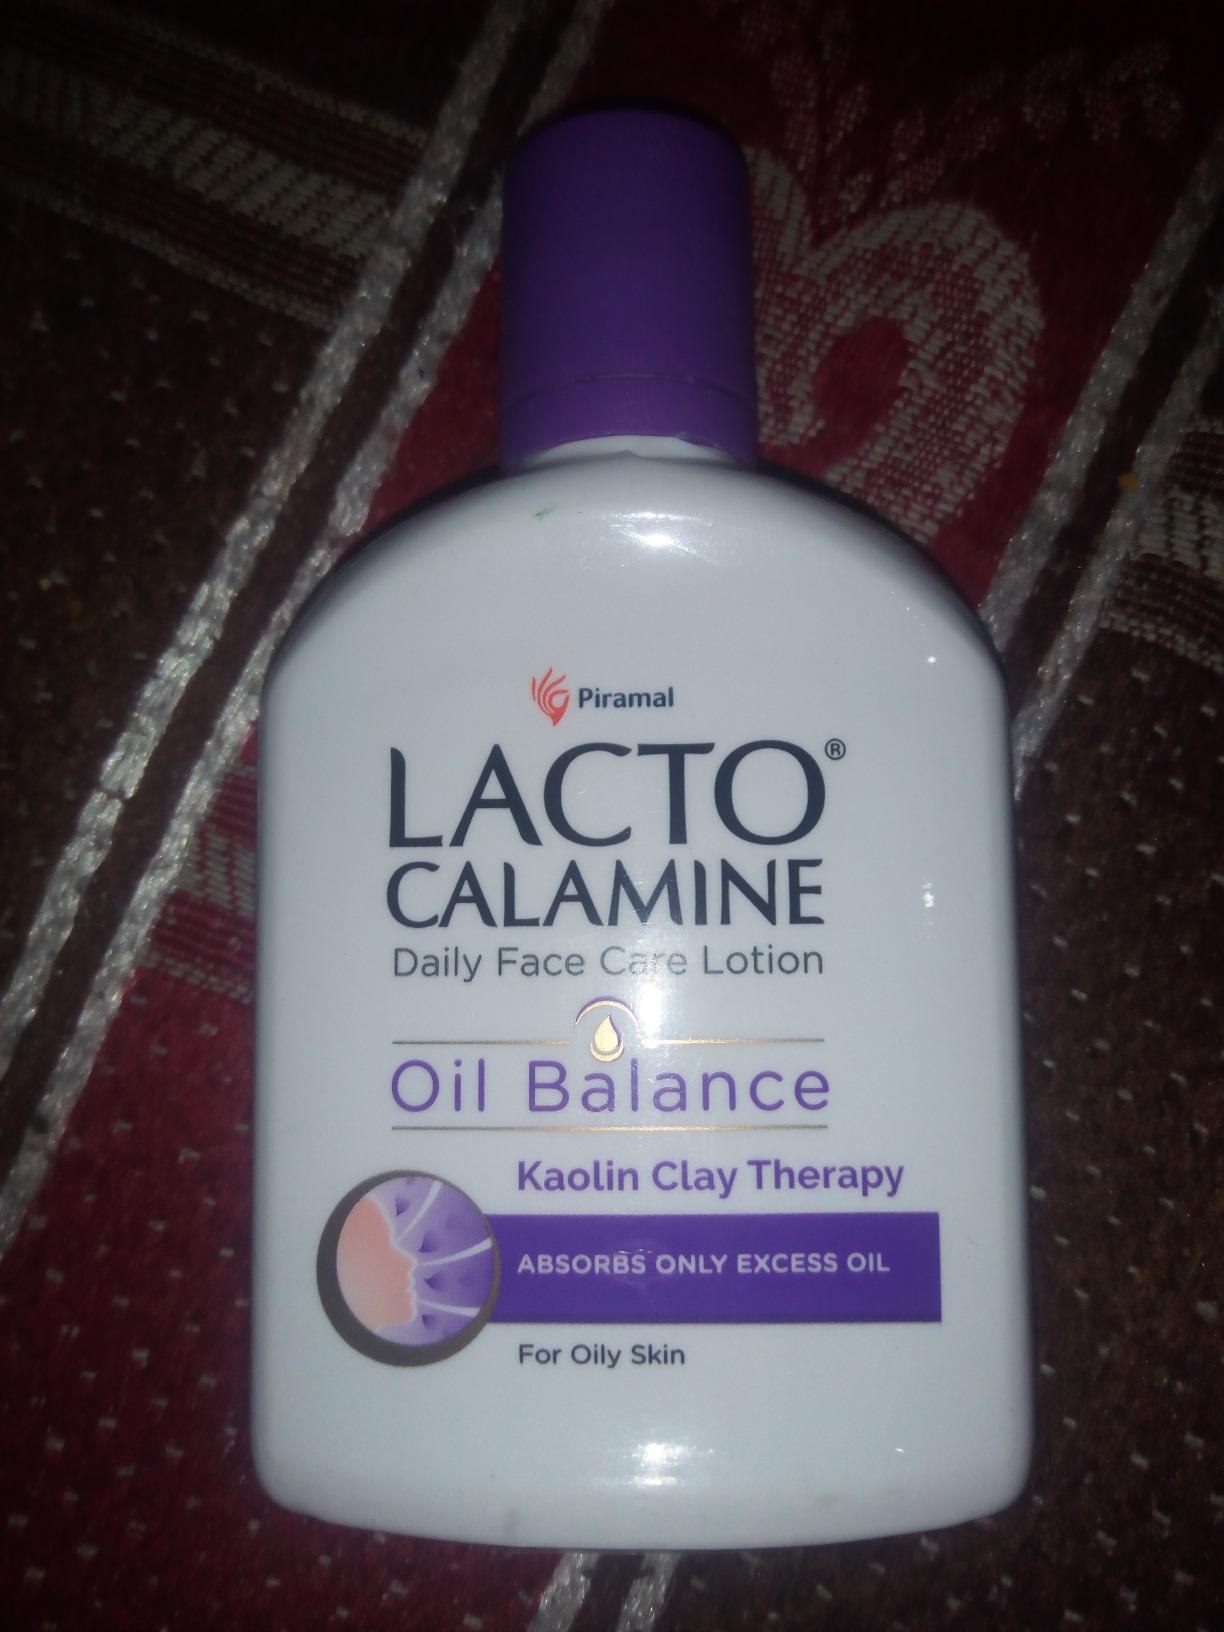 Piramal
LACTO®
CALAMINE
Daily Face Care Lotion
Oil Balance
Kaolin Clay Therapy
ABSORBS ONLY EXCESS OIL
For Oily Skin